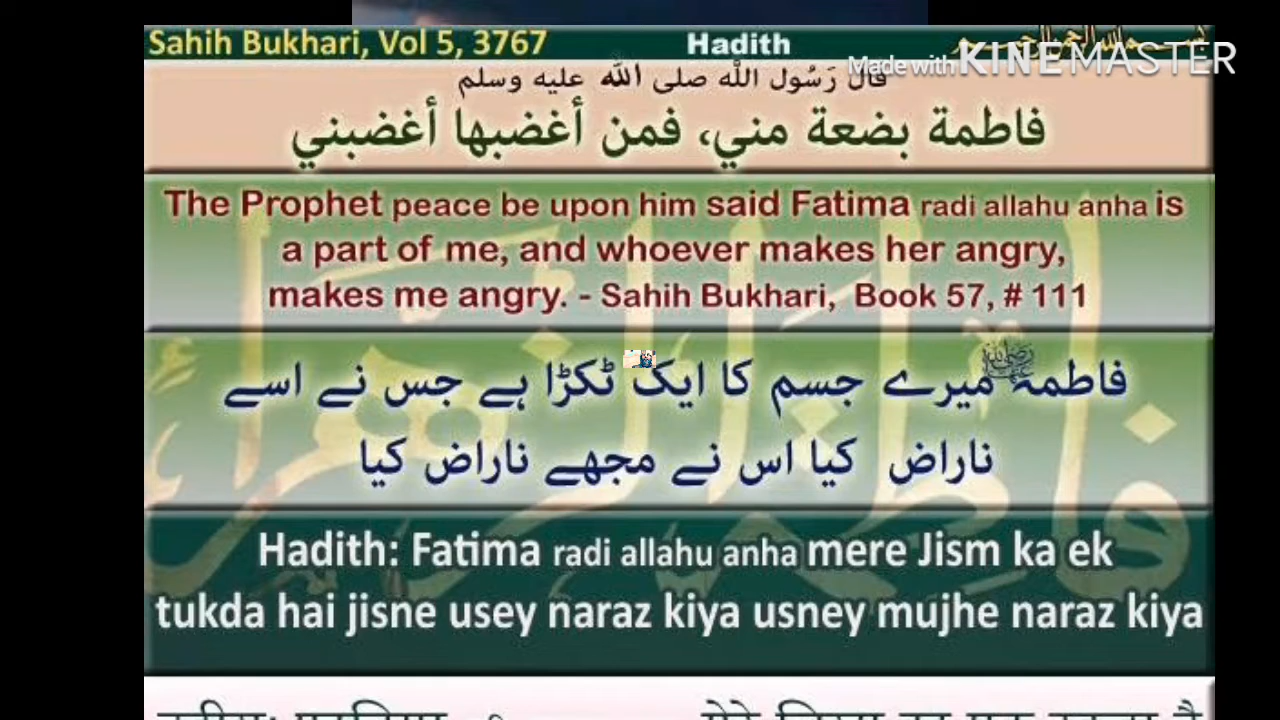 Sahih Bukhari, Vol 5, 3767
Hadith
Made with KINEMASTER
قال رَسُول اللَّه صلى الله عليه وسلم
فاطمة بضعة مني، فمن أغضبها أغضبني
The Prophet peace be upon him said Fatima radi allahu anha is
a part of me, and whoever makes her angry,
makes me angry. - Sahih Bukhari, Book 57, # 111
فاطمہ میرے جسم کا ایک ٹکڑا ہے جس نے اسے
ناراض کیا اس نے مجھے ناراض کیا
Hadith: Fatima radi allahu anha mere Jism ka ek
tukda hai jisne usey naraz kiya usney mujhe naraz kiya